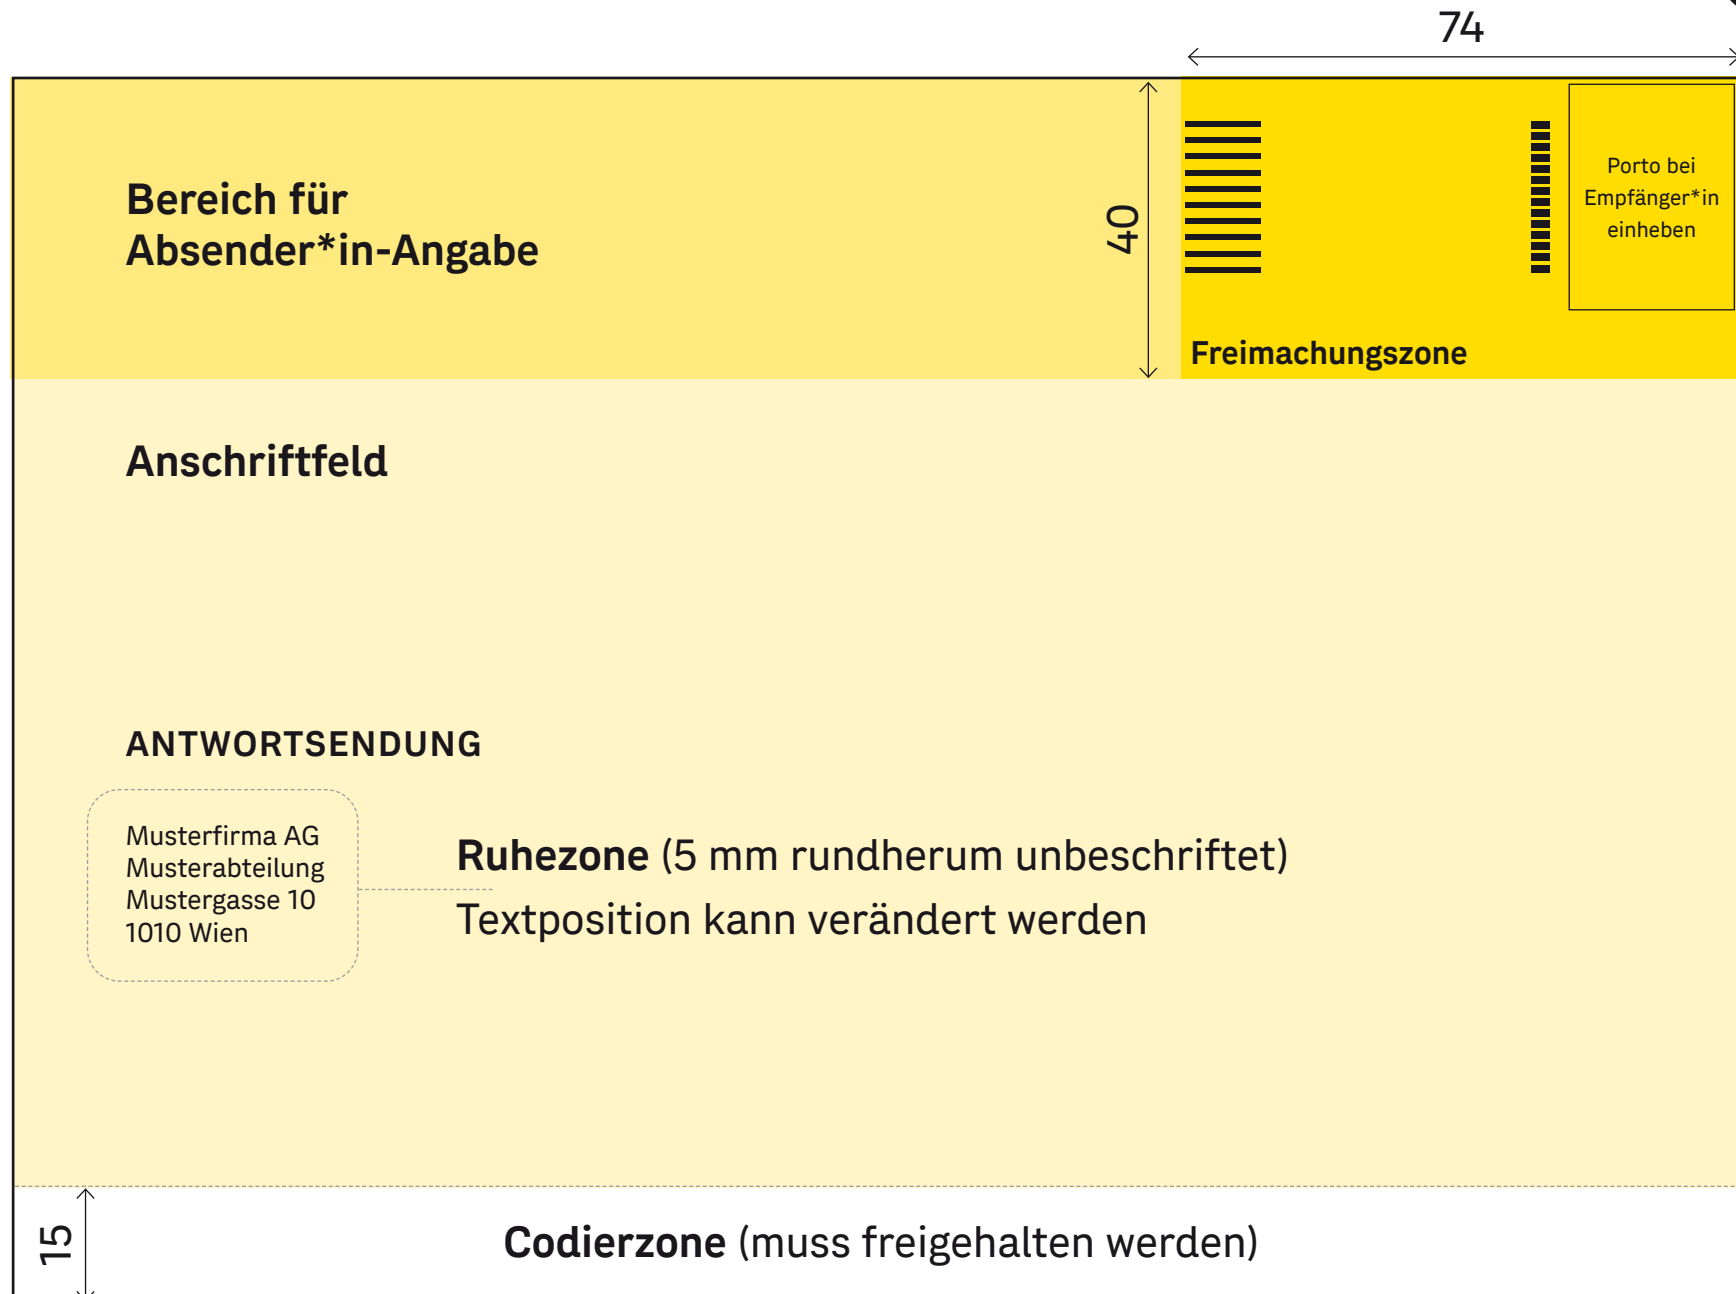 74
Bereich für
Absender*in-Angabe
40
Porto bei
Empfänger*in
einheben
Freimachungszone
Anschriftfeld
ANTWORTSENDUNG
Musterfirma AG
Musterabteilung
Mustergasse 10
1010 Wien
Ruhezone (5 mm rundherum unbeschriftet)
Textposition kann verändert werden
15
Codierzone (muss freigehalten werden)